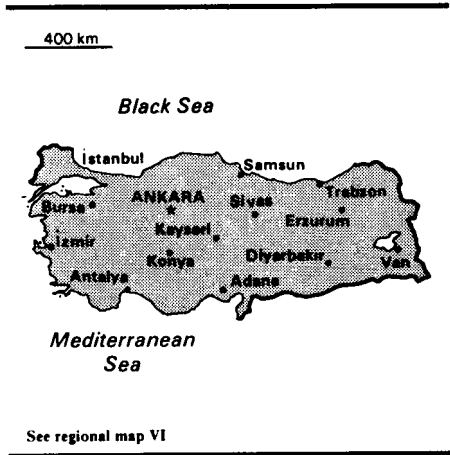 400 km
Black Sea
İstanbul
Samsun
Trabzon
ANKARA
Sivas
Bursa
Erzurum
Kayseri
İzmir
Konya
Diyarbakır
Van
Antalya
Adana
Mediterranean
Sea
See regional map VI